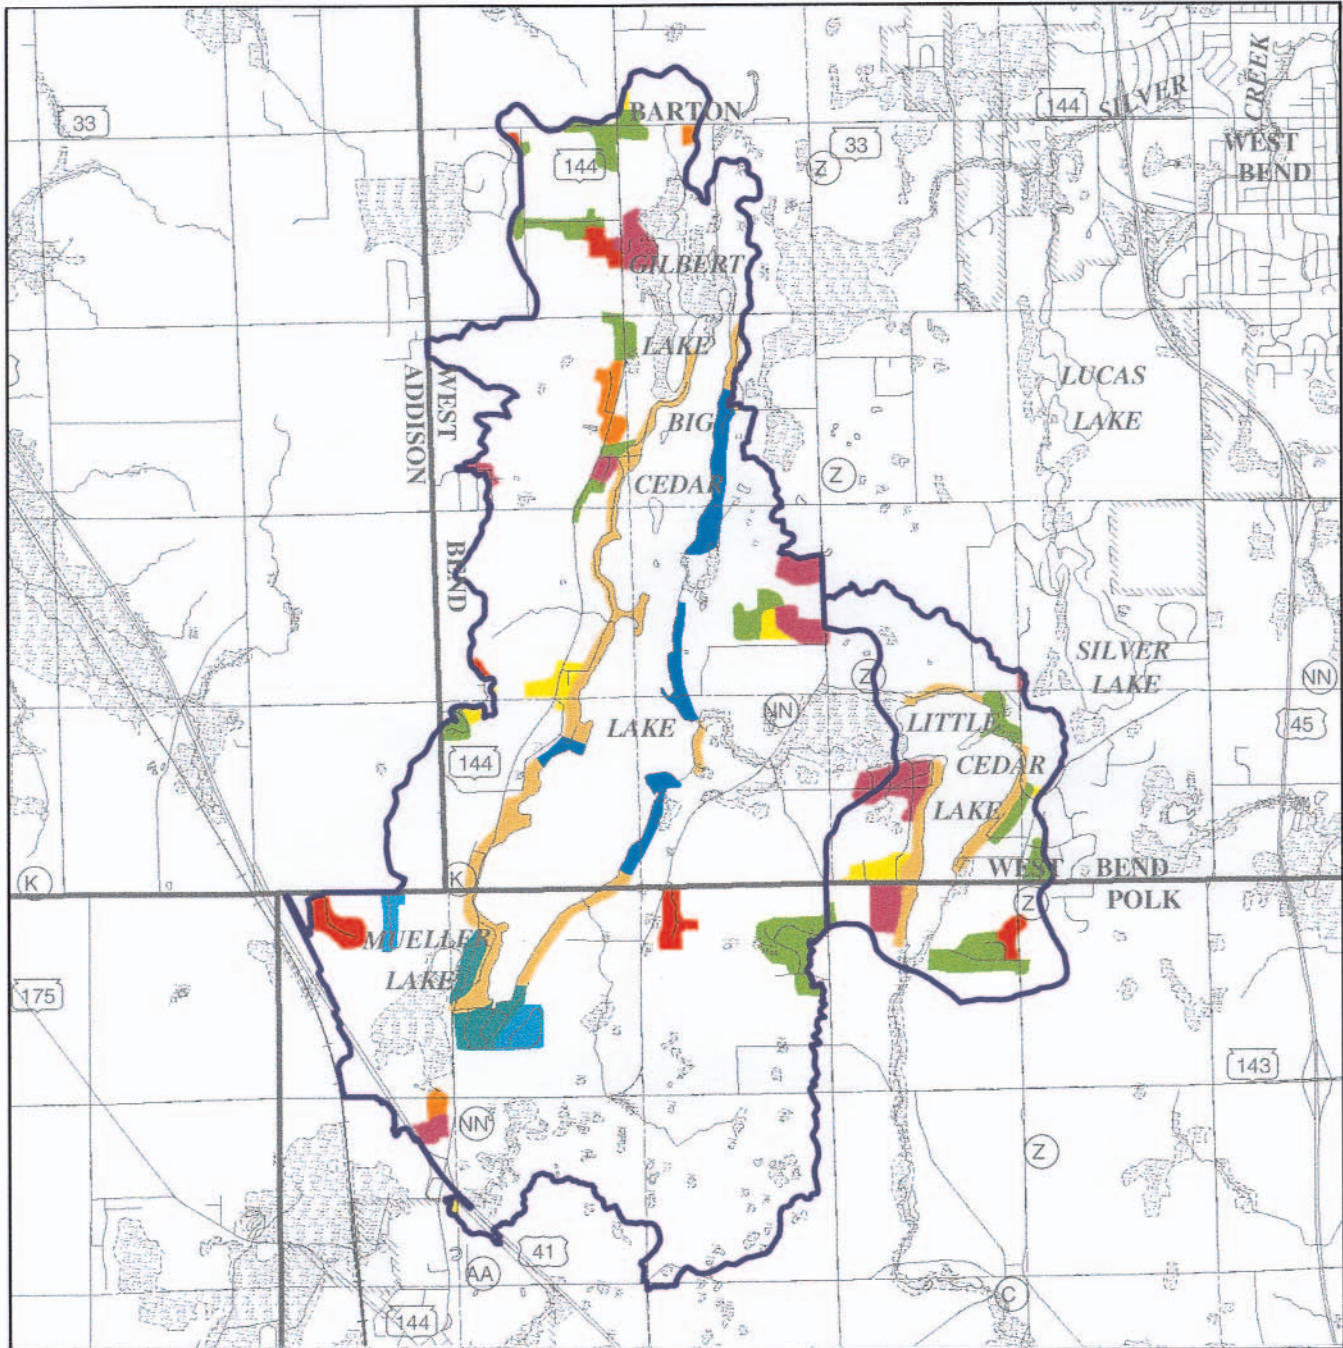 BARTON
33
144
SILVER
CREEK
WEST
BEND
144
Z
33
GILBERT
LAKE
WEST
ADDISON
LUCAS
LAKE
BIG
CEDAR
Z
BEND
SILVER
LAKE
Z
NN
LAKE
NN
LITTLE
45
144
CEDAR
LAKE
K
K
WEST BEND
POLK
Z
MUELLER
LAKE
175
143
NN
Z
41
AA
C
144